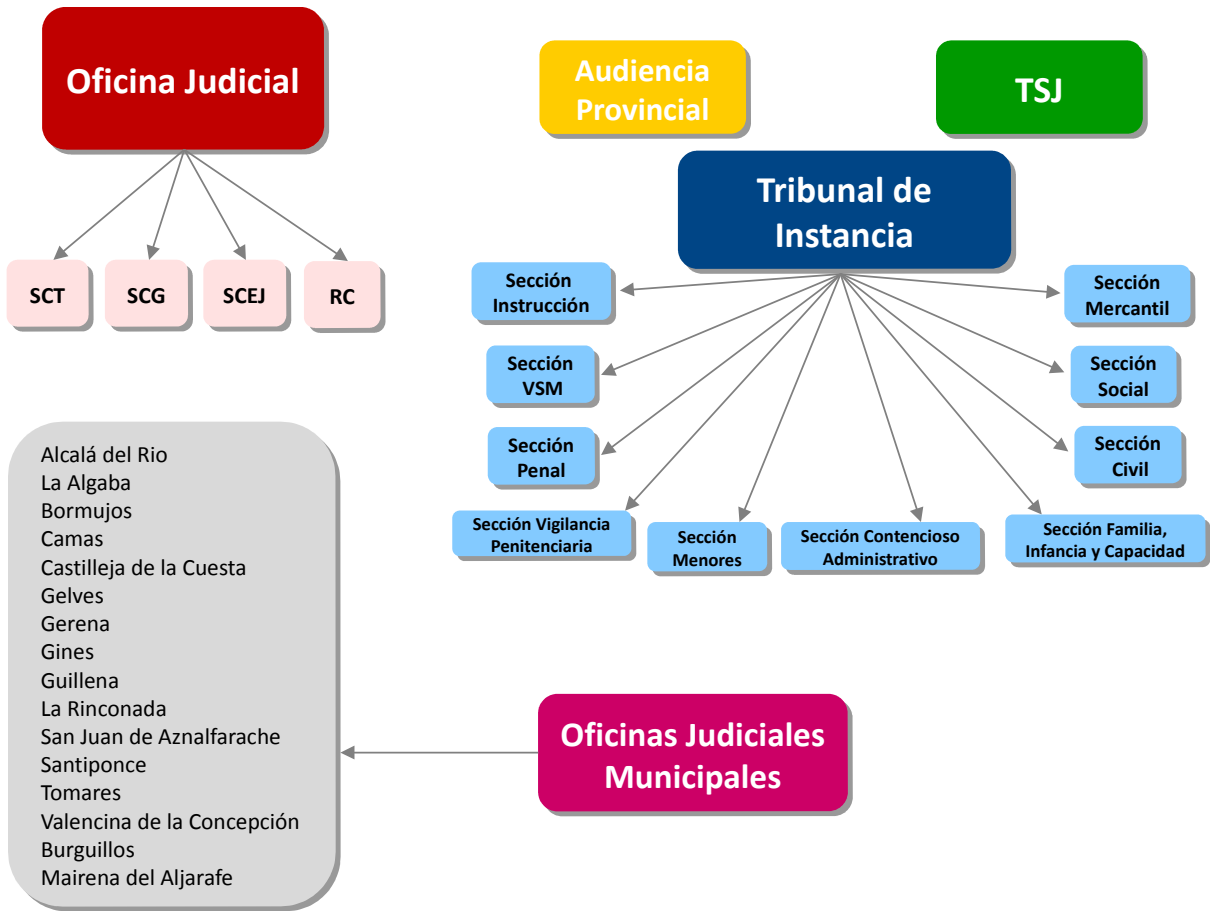 Oficina Judicial
Audiencia
Provincial
TSJ
Tribunal de
Instancia
SCT
SCG
SCEJ
RC
Sección
Instrucción
Sección
Mercantil
Sección
VSM
Sección
Social
Sección
Penal
Sección
Civil
Sección Vigilancia
Penitenciaria
Sección
Menores
Sección Contencioso
Administrativo
Sección Familia,
Infancia y Capacidad
Alcalá del Rio
La Algaba
Bormujos
Camas
Castilleja de la Cuesta
Gelves
Gerena
Gines
Guillena
La Rinconada
San Juan de Aznalfarache
Santiponce
Tomares
Valencina de la Concepción
Burguillos
Mairena del Aljarafe
Oficinas Judiciales
Municipales